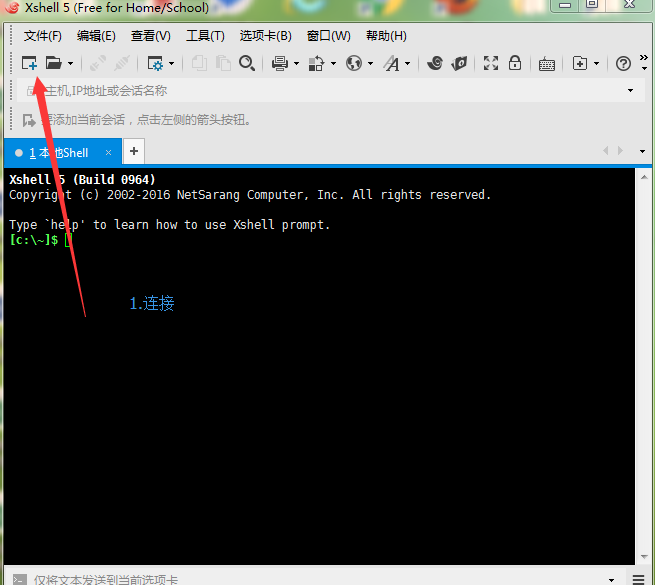 Xshell 5 (Free for Home/School)
文件(F) 编辑(E) 查看(V) 工具(T) 选项卡(B) 窗口(W) 帮助(H)
主机,IP地址或会话名称
要添加当前会话，点击左侧的箭头按钮。
1 本地Shell × +
Xshell 5 (Build 0964)
Copyright (c) 2002-2016 NetSarang Computer, Inc. All rights reserved.
Type `help' to learn how to use Xshell prompt.
[c:\~]$
1.连接
仅将文本发送到当前选项卡